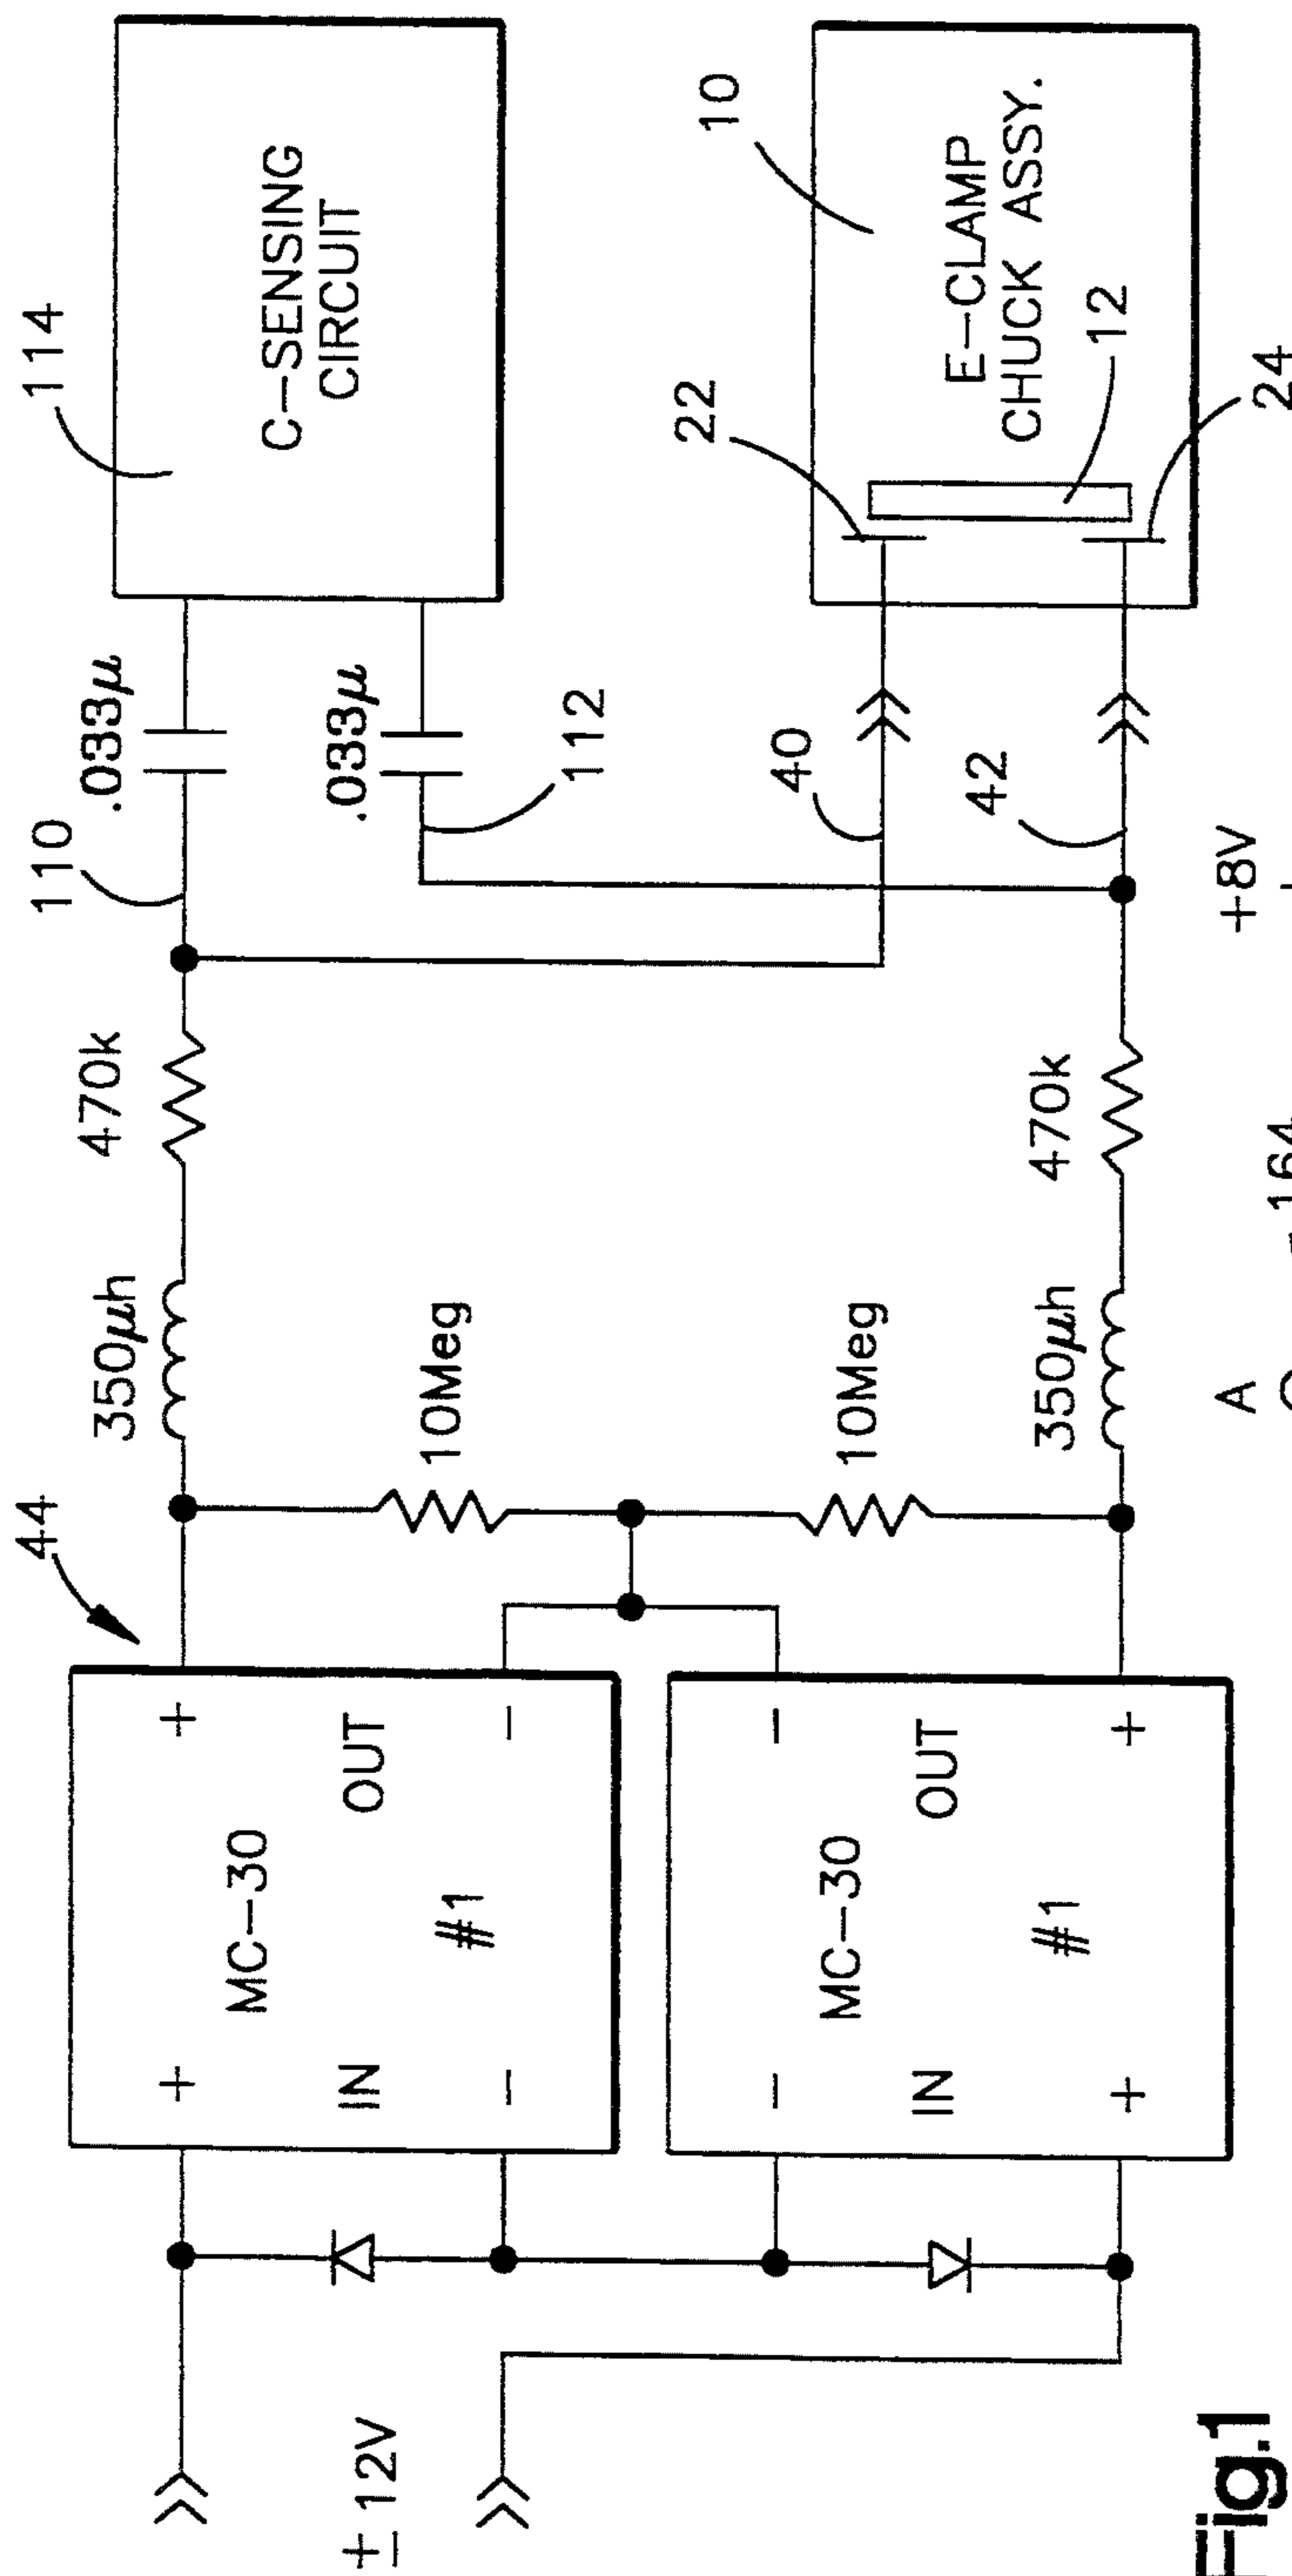 114
C-SENSING
CIRCUIT
.033μ
.033μ
110
112
470k
350μh
44
10Meg
10Meg
+
OUT
-
MC-30
#1
+
IN
-
-
OUT
+
MC-30
#1
-
IN
+
±12V
10
E-CLAMP
CHUCK ASSY.
12
22
24
40
42
470k
350μh
+8V
A
164
Fig.1